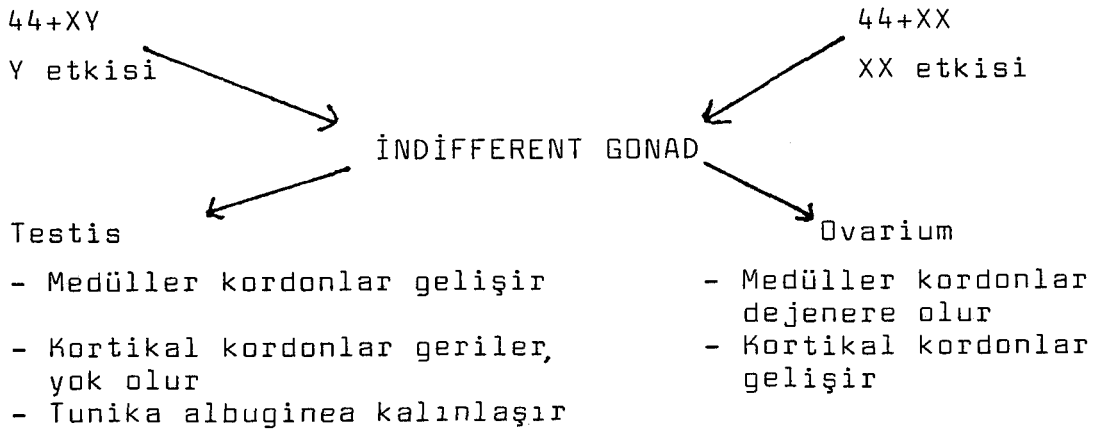 44+XY
Y etkisi
44+XX
XX etkisi
İNDİFFERENT GONAD
Testis
- Medüller kordonlar gelişir
- Kortikal kordonlar geriler,
yok olur
- Tunika albuginea kalınlaşır
Ovarium
- Medüller kordonlar
dejenere olur
- Kortikal kordonlar
gelişir